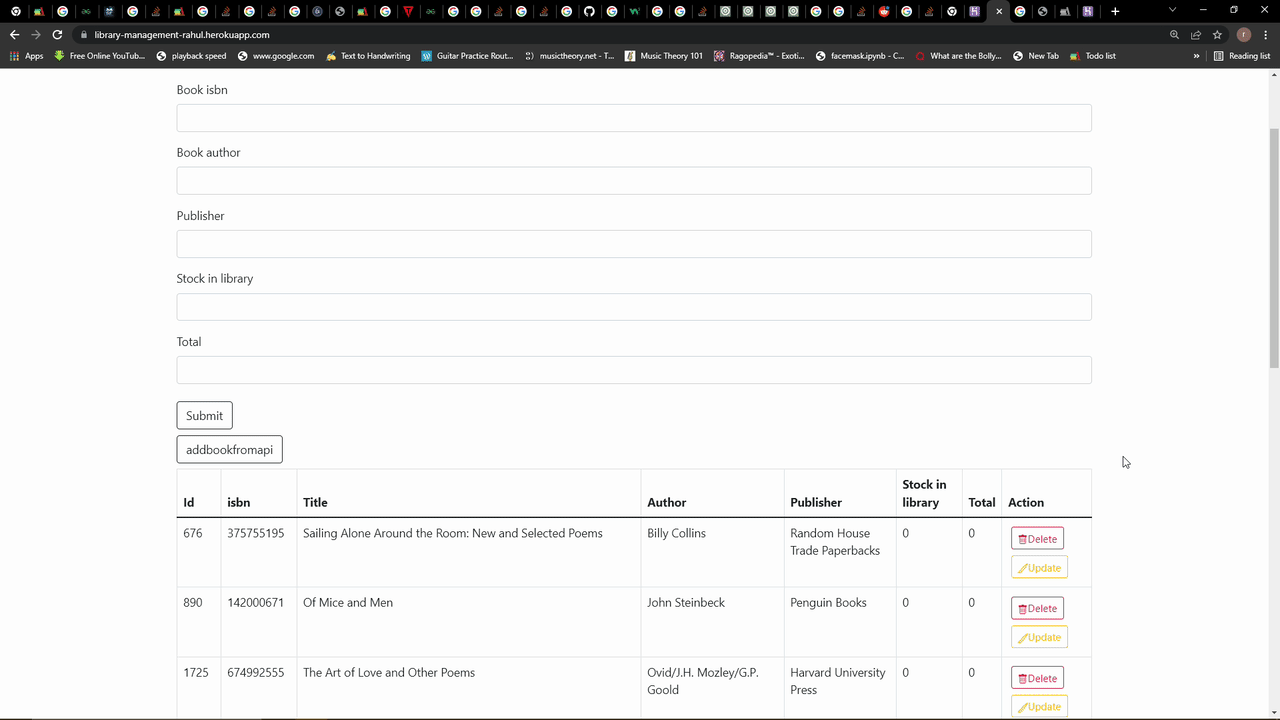 library-management-rahul.herokuapp.com
r
Apps Free Online YouTub... playback speed www.google.com Text to Handwriting Guitar Practice Rout... musictheory.net - T... Music Theory 101 Ragopedia™ - Exoti... facemask.ipynb - C... What are the Bolly... New Tab Todo list » Reading list
Book isbn
Book author
Publisher
Stock in library
Total
Submit
addbookfromapi
Id isbn Title Author Publisher Stock in library Total Action
676 375755195 Sailing Alone Around the Room: New and Selected Poems Billy Collins Random House Trade Paperbacks 0 0 Delete
Update
890 142000671 Of Mice and Men John Steinbeck Penguin Books 0 0 Delete
Update
1725 674992555 The Art of Love and Other Poems Ovid/J.H. Mozley/G.P. Goold Harvard University Press 0 0 Delete
Update